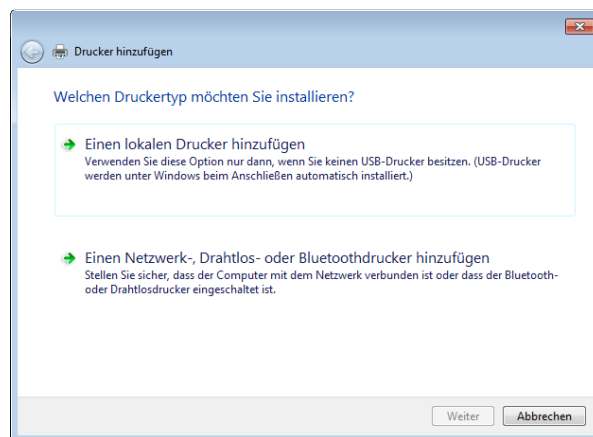 Drucker hinzufügen
Welchen Druckertyp möchten Sie installieren?
Einen lokalen Drucker hinzufügen
Verwenden Sie diese Option nur dann, wenn Sie keinen USB-Drucker besitzen. (USB-Drucker
werden unter Windows beim Anschließen automatisch installiert.)
Einen Netzwerk-, Drahtlos- oder Bluetoothdrucker hinzufügen
Stellen Sie sicher, dass der Computer mit dem Netzwerk verbunden ist oder dass der Bluetooth-
oder Drahtlosdrucker eingeschaltet ist.
Weiter Abbrechen